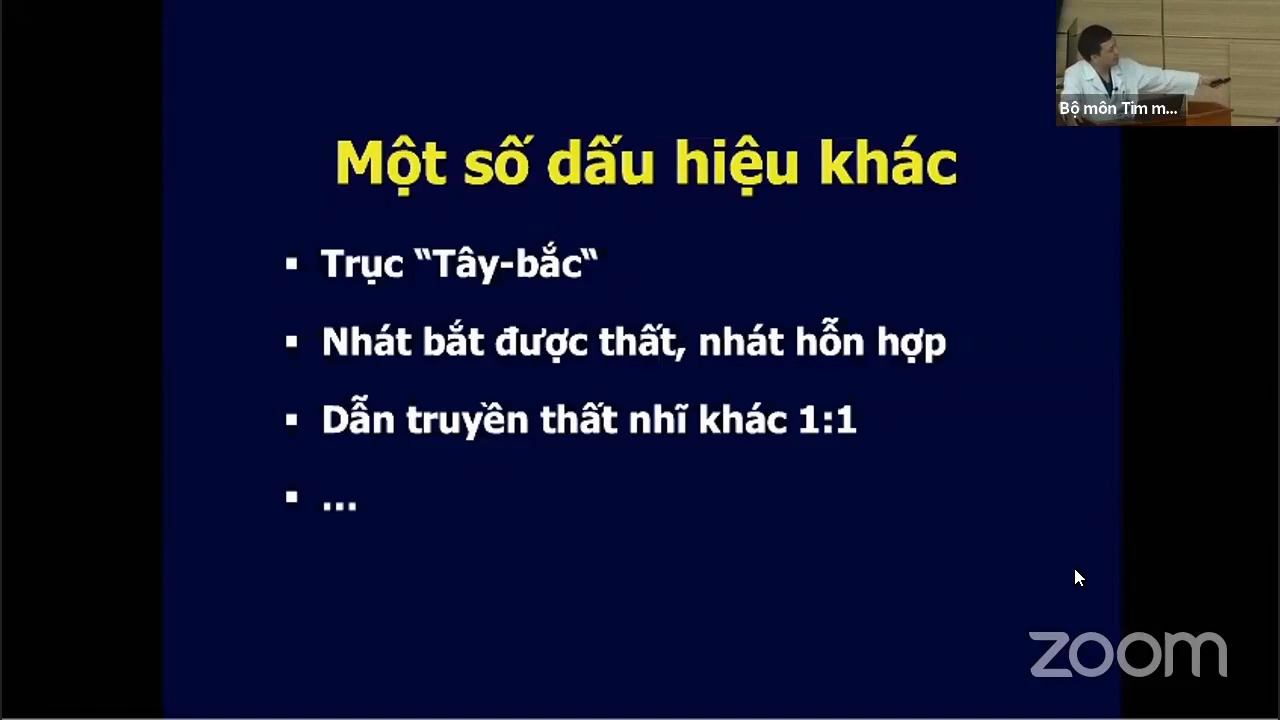 Bộ môn Tim m...
Một số dấu hiệu khác
▪ Trục “Tây-bắc“
▪ Nhát bắt được thất, nhát hỗn hợp
▪ Dẫn truyền thất nhĩ khác 1:1
▪ ...
zoom